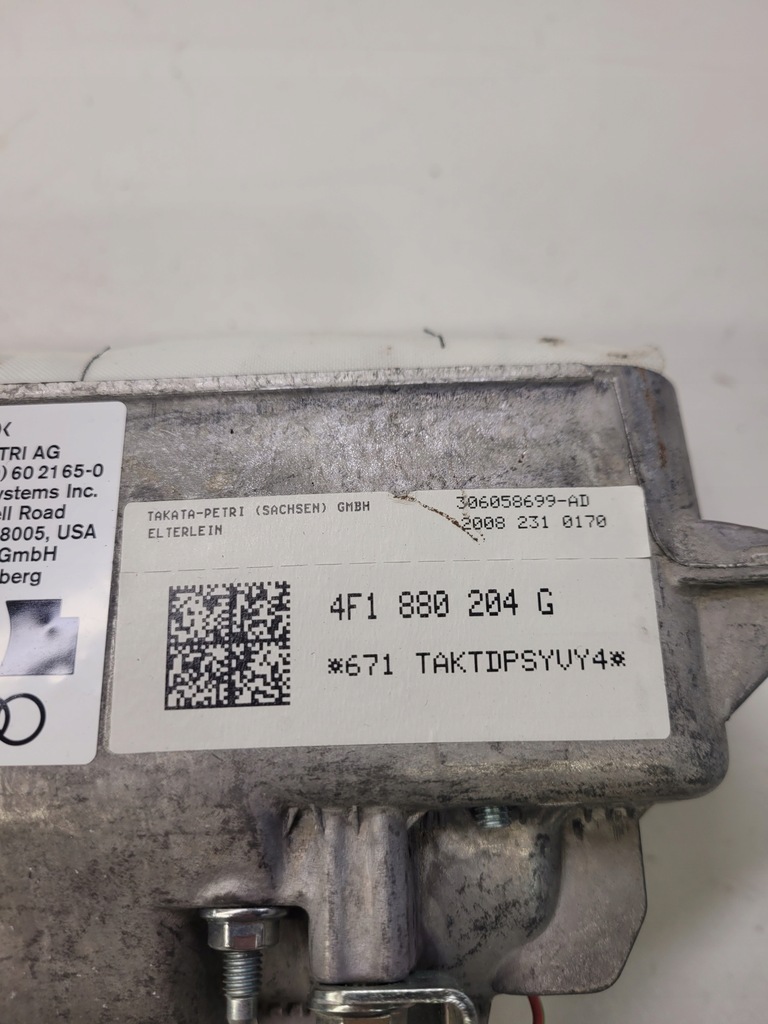 TRI AG
)60 2165-0
ystems Inc.
ell Road
8005, USA
GmbH
berg
TAKATA-PETRI (SACHSEN) GMBH
ELTERLEIN
306058699-AD
2008 231 0170
4F1 880 204 G
*671 TAKTDPSYVY4*